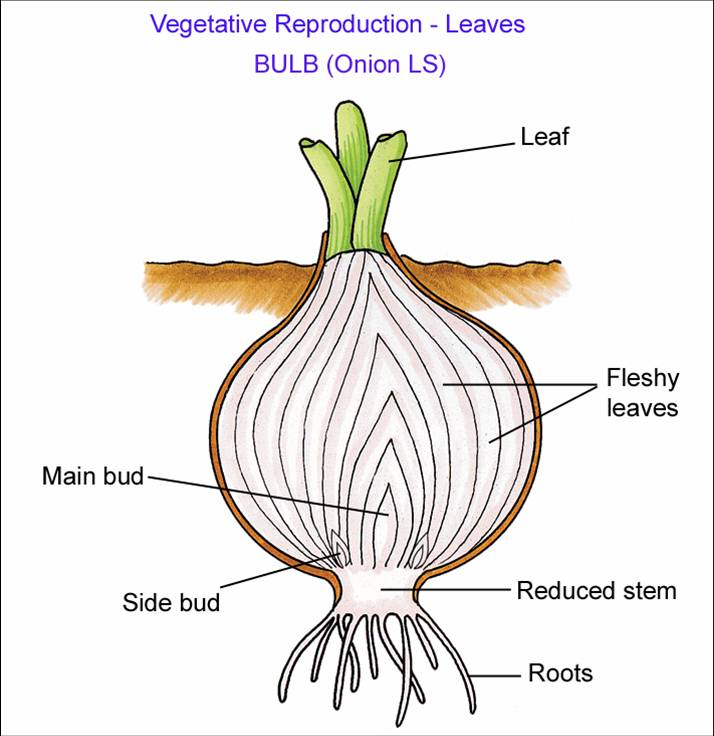 Vegetative Reproduction - Leaves
BULB (Onion LS)
Leaf
Fleshy
leaves
Main bud
Side bud
Reduced stem
Roots